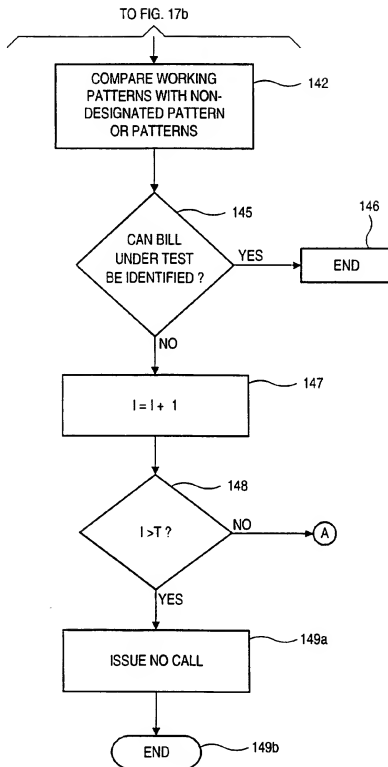 TO FIG. 17b
COMPARE WORKING
PATTERNS WITH NON-
DESIGNATED PATTERN
OR PATTERNS
142
145
CAN BILL
UNDER TEST
BE IDENTIFIED ?
YES
146
END
NO
147
I = I + 1
148
I >T ?
NO
A
YES
149a
ISSUE NO CALL
END
149b